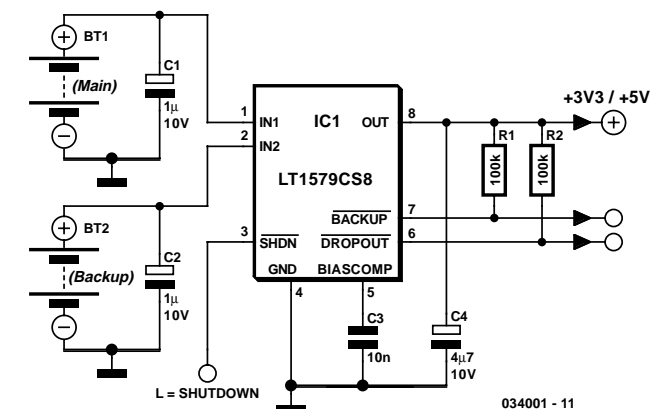 BT1
(Main)
C1
1μ
10V
BT2
(Backup)
C2
1μ
10V
L = SHUTDOWN
1
IN1
2
IN2
3
SHDN
IC1
LT1579CS8
OUT
8
BACKUP
7
DROPOUT
6
GND
4
BIASCOMP
5
C3
10n
C4
4μ7
10V
R1
100k
R2
100k
+3V3 / +5V
034001 - 11